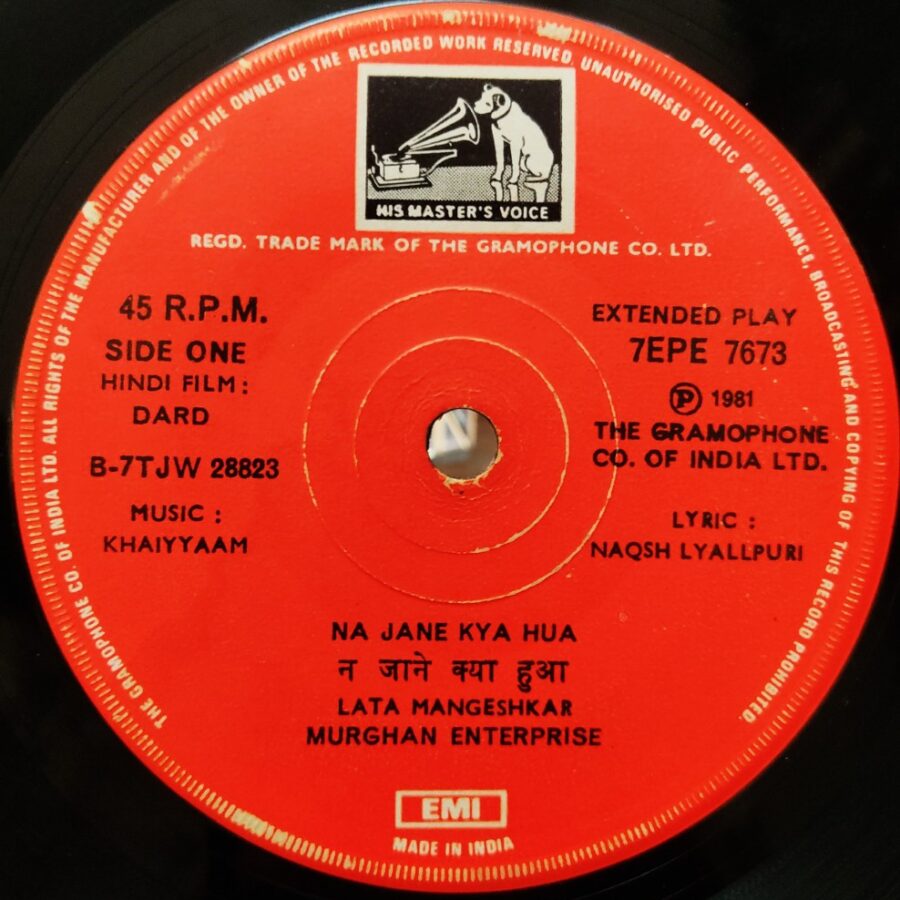 THE GRAMOPHONE CO. OF INDIA LTD. ALL RIGHTS OF THE MANUFACTURER AND OF THE OWNER OF THE RECORDED WORK RESERVED, UNAUTHORISED PUBLIC PERFORMANCE, BROADCASTING AND COPYING OF THIS RECORD PROHIBITED.
HIS MASTER'S VOICE
REGD. TRADE MARK OF THE GRAMOPHONE CO. LTD.
45 R.P.M.
SIDE ONE
HINDI FILM :
DARD
B-7TJW 28823
MUSIC :
KHAIYYAAM
EXTENDED PLAY
7EPE 7673
Ⓟ 1981
THE GRAMOPHONE
CO. OF INDIA LTD.
LYRIC :
NAQSH LYALLPURI
NA JANE KYA HUA
न जाने क्या हुआ
LATA MANGESHKAR
MURGHAN ENTERPRISE
EMI
MADE IN INDIA